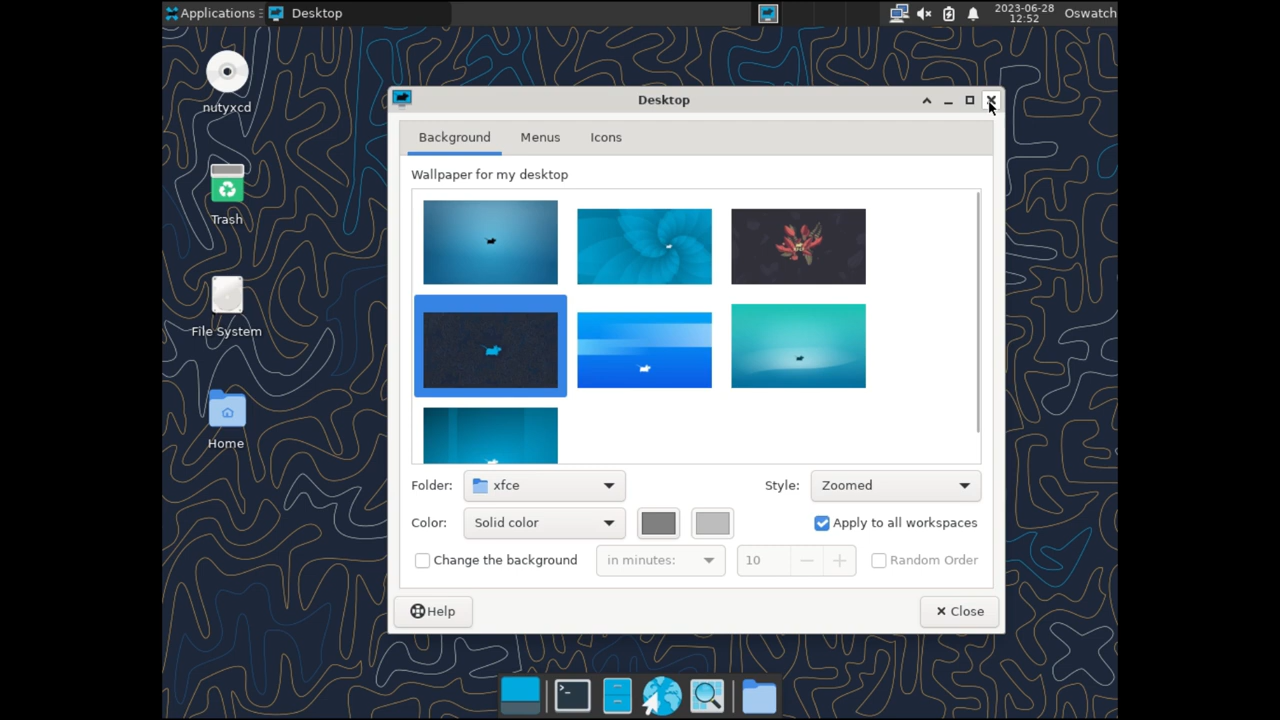 Applications
Desktop
2023-06-28
12:52
Oswatch
nutyxcd
Trash
File System
Home
Desktop
Background
Menus
Icons
Wallpaper for my desktop
Folder:
xfce
Style:
Zoomed
Color:
Solid color
Apply to all workspaces
Change the background
in minutes:
10
Random Order
Help
Close